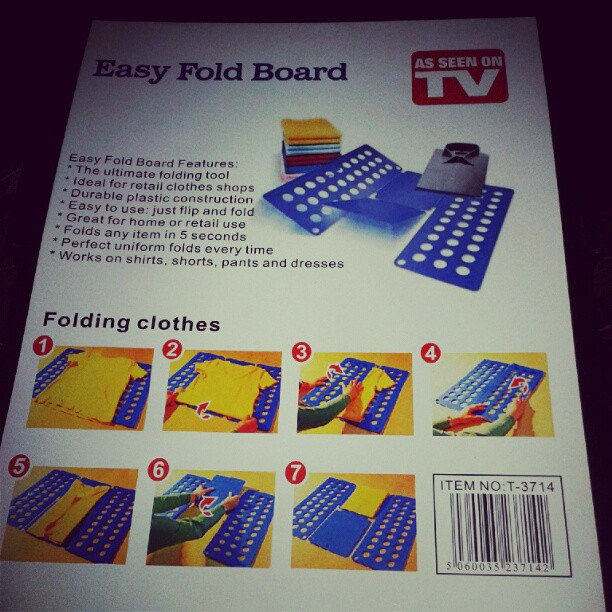 Easy Fold Board
AS SEEN ON
TV
Easy Fold Board Features:
* The ultimate folding tool
* Ideal for retail clothes shops
* Durable plastic construction
* Easy to use: just flip and fold
* Great for home or retail use
* Folds any item in 5 seconds
* Perfect uniform folds every time
* Works on shirts, shorts, pants and dresses
Folding clothes
1
2
3
4
5
6
7
ITEM NO:T-3714
5 060035 237142